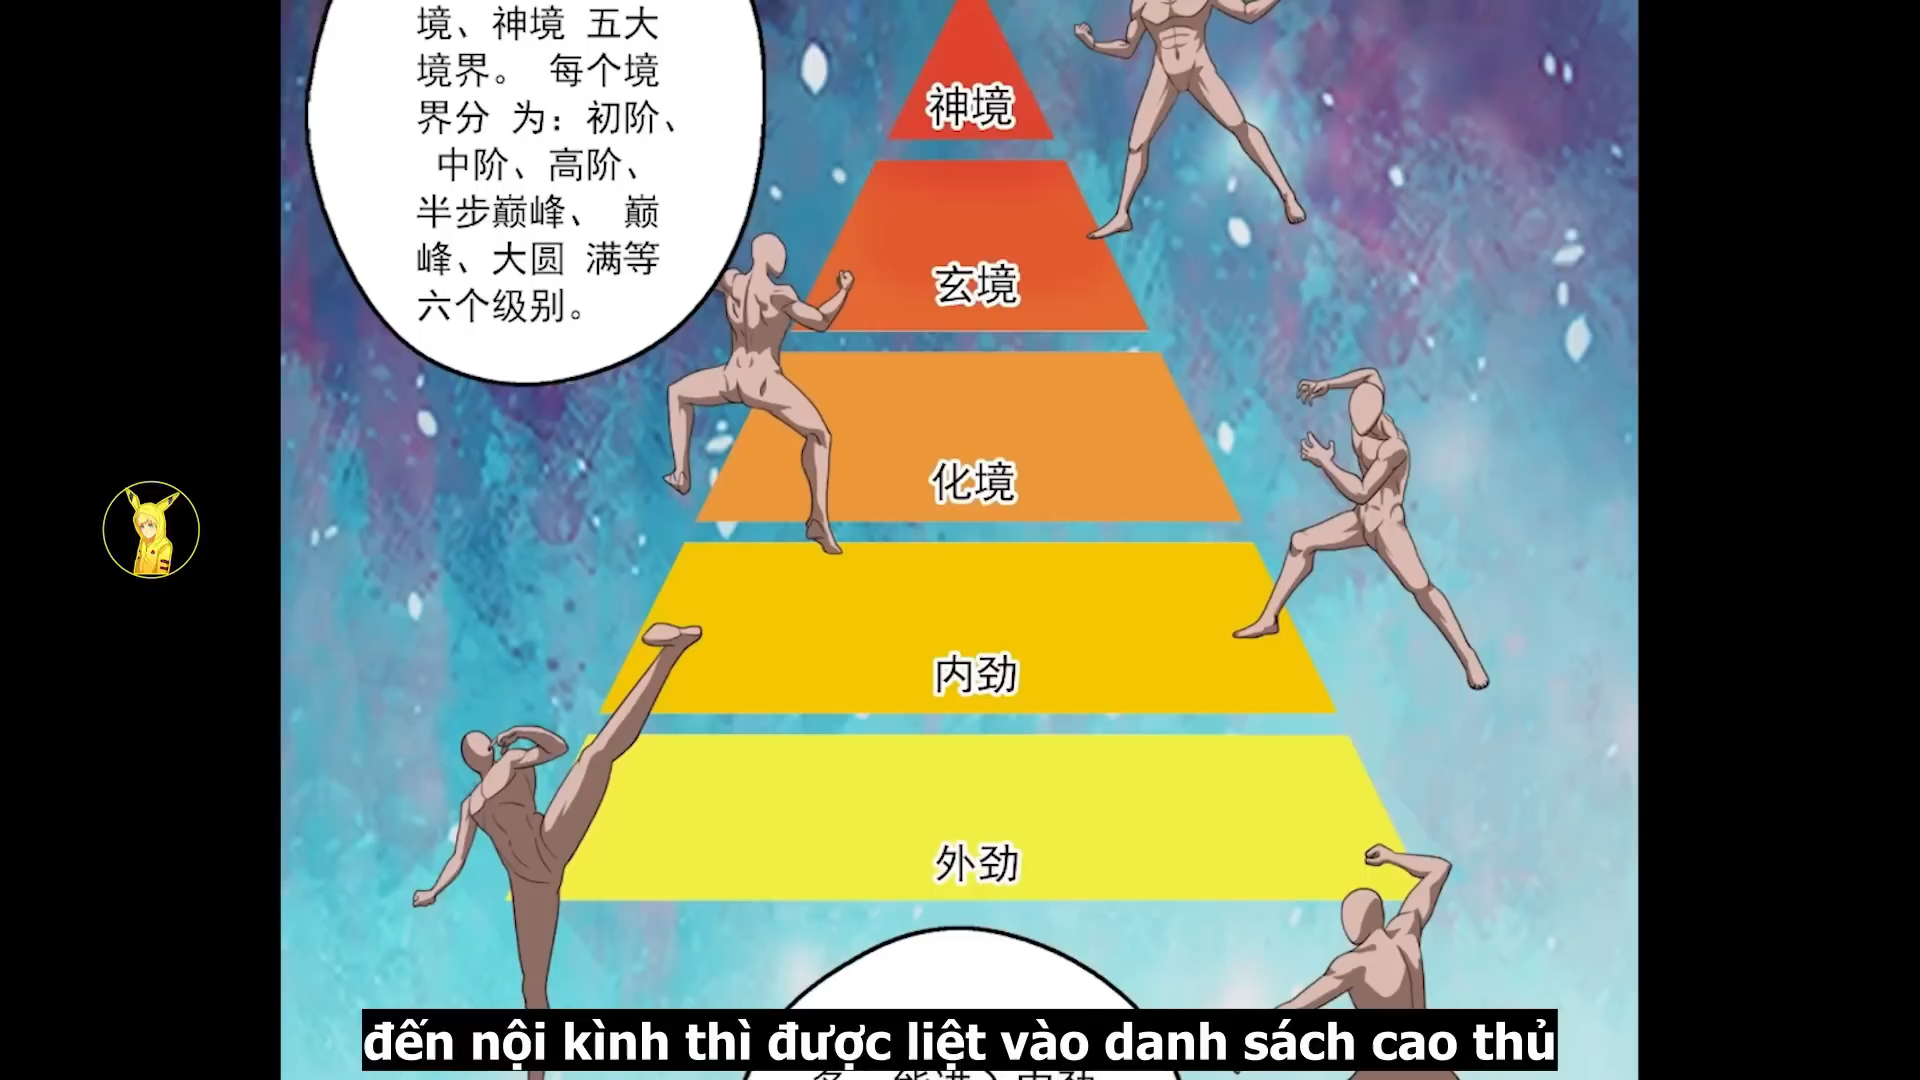 境、神境 五大
境界。 每个境
界分 为：初阶、
中阶、高阶、
半步巅峰、 巅
峰、大圆 满等
六个级别。
神境
玄境
化境
内劲
外劲
đến nội kình thì được liệt vào danh sách cao thủ